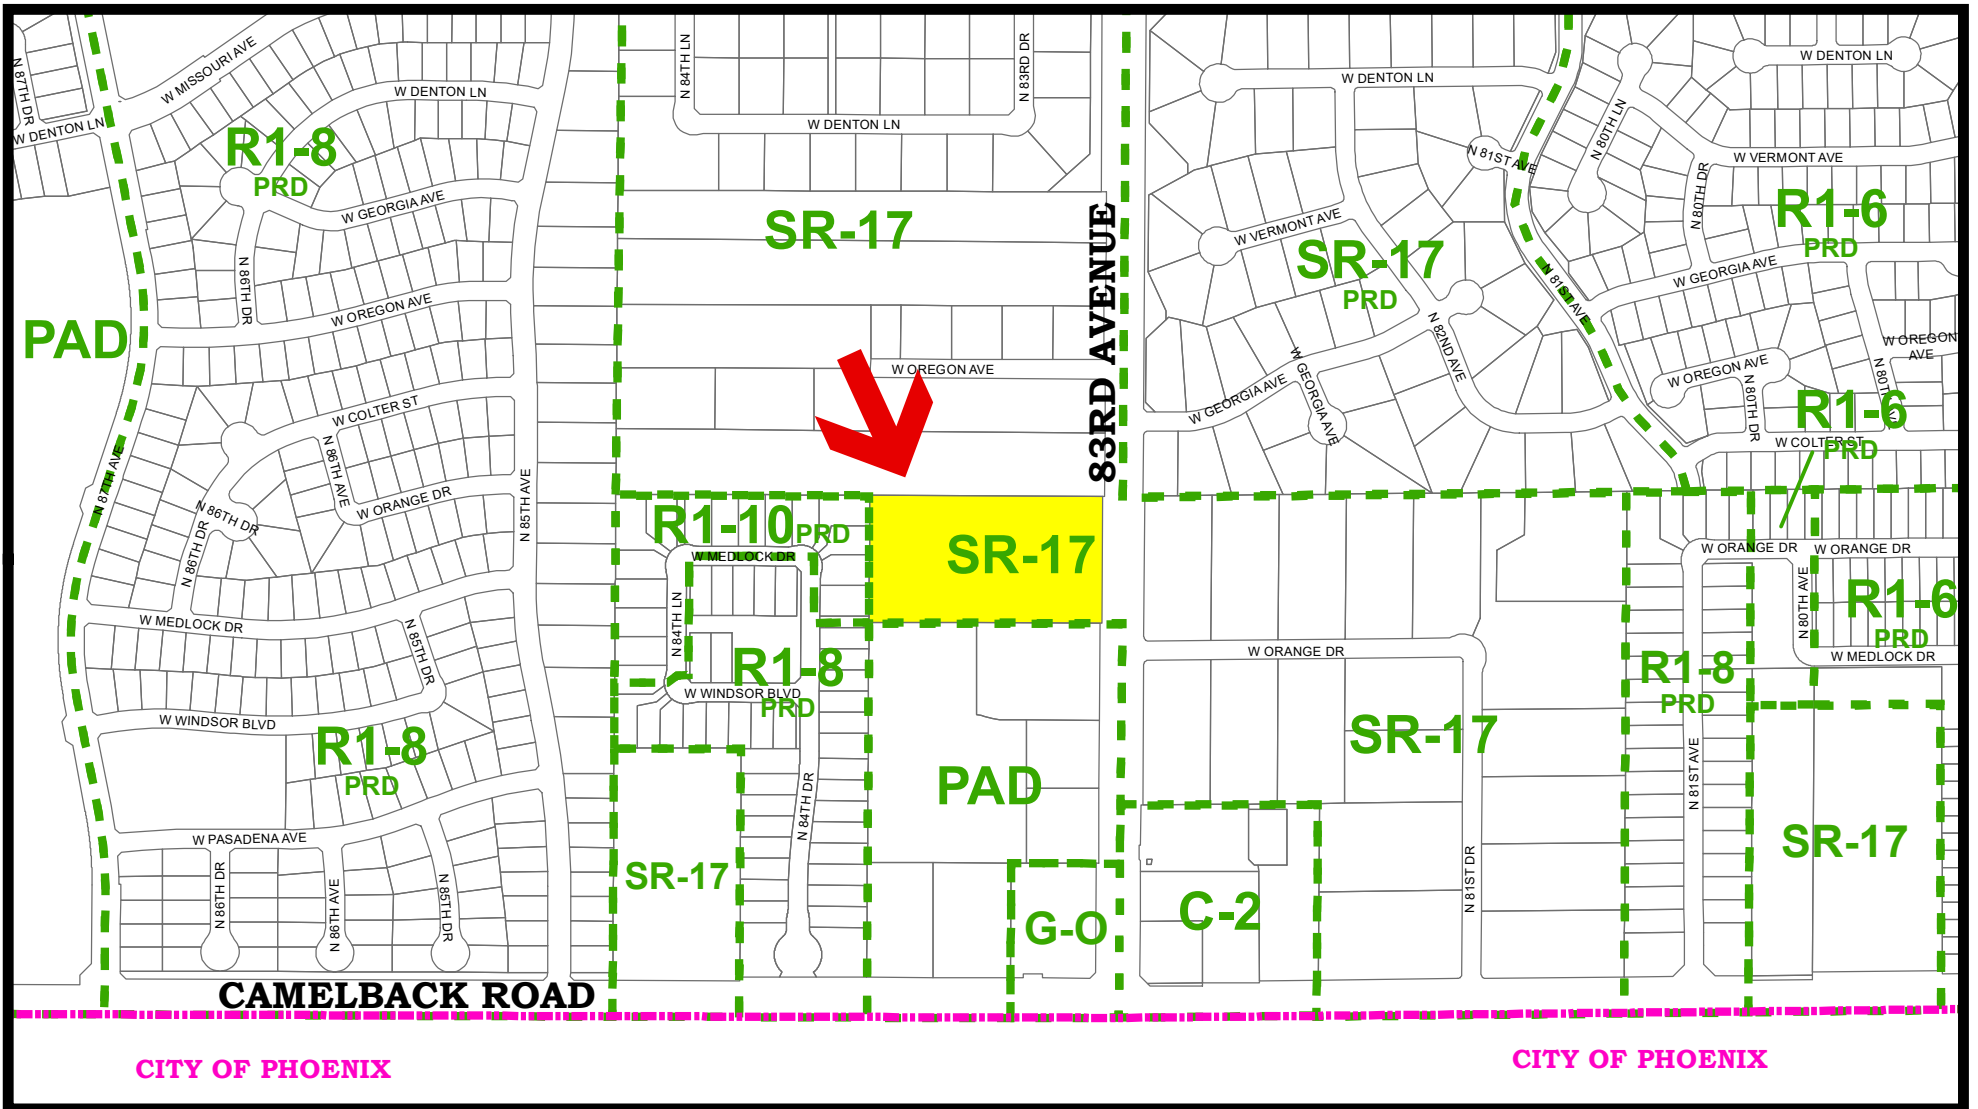 N 87TH DR
W MISSOURI AVE
W DENTON LN
W DENTON LN
R1-8
PRD
W GEORGIA AVE
N 86TH DR
W OREGON AVE
PAD
W COLTER ST
N 86TH AVE
W ORANGE DR
N 87TH AVE
N 86TH DR
N 86TH DR
N 85TH AVE
W MEDLOCK DR
N 85TH DR
W WINDSOR BLVD
R1-8
PRD
W PASADENA AVE
N 86TH DR
N 86TH AVE
N 85TH DR
N 84TH LN
N 83RD DR
W DENTON LN
SR-17
83RD AVENUE
W OREGON AVE
R1-10 PRD
W MEDLOCK DR
SR-17
N 84TH LN
R1-8
W WINDSOR BLVD
PRD
N 84TH DR
PAD
SR-17
G-O
C-2
W DENTON LN
N 81ST AVE
W VERMONT AVE
SR-17
PRD
N 81ST AVE
N 82ND AVE
W GEORGIA AVE
W GEORGIA AVE
N 80TH LN
W DENTON LN
W VERMONT AVE
N 80TH DR
R1-6
PRD
W GEORGIA AVE
W OREGON
AVE
W OREGON AVE
N 80TH DR
R1-6
W COLTER ST
PRD
W ORANGE DR
W ORANGE DR
N 80TH AVE
R1-6
PRD
W MEDLOCK DR
W ORANGE DR
R1-8
PRD
SR-17
N 81ST AVE
N 81ST DR
SR-17
CAMELBACK ROAD
CITY OF PHOENIX
CITY OF PHOENIX